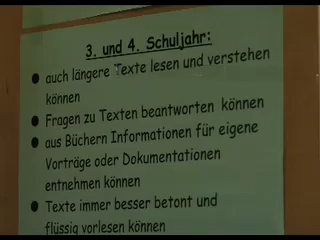 3. und 4. Schuljahr:
● auch längere Texte lesen und verstehen
können
● Fragen zu Texten beantworten können
● aus Büchern Informationen für eigene
Vorträge oder Dokumentationen
entnehmen können
● Texte immer besser betont und
flüssig vorlesen können